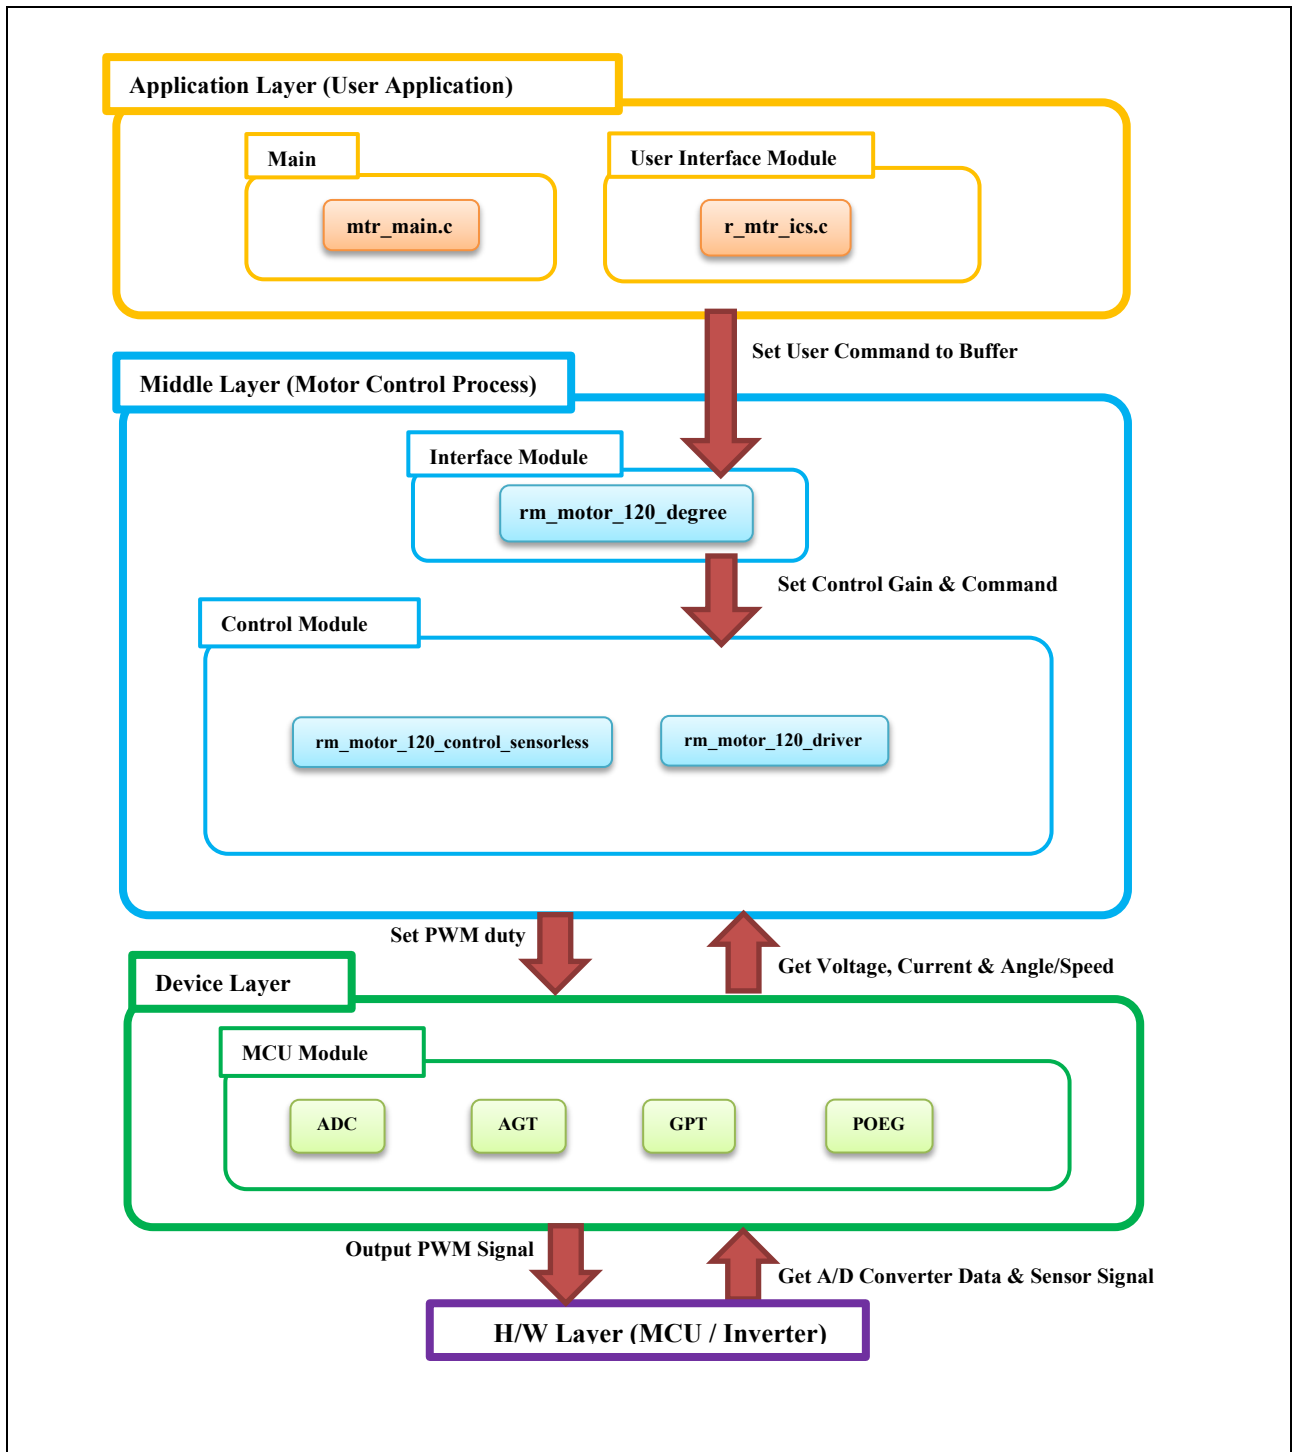 Application Layer (User Application)
Main
User Interface Module
mtr_main.c
r_mtr_ics.c
Set User Command to Buffer
Middle Layer (Motor Control Process)
Interface Module
rm_motor_120_degree
Set Control Gain & Command
Control Module
rm_motor_120_control_sensorless
rm_motor_120_driver
Set PWM duty
Get Voltage, Current & Angle/Speed
Device Layer
MCU Module
ADC
AGT
GPT
POEG
Output PWM Signal
Get A/D Converter Data & Sensor Signal
H/W Layer (MCU / Inverter)